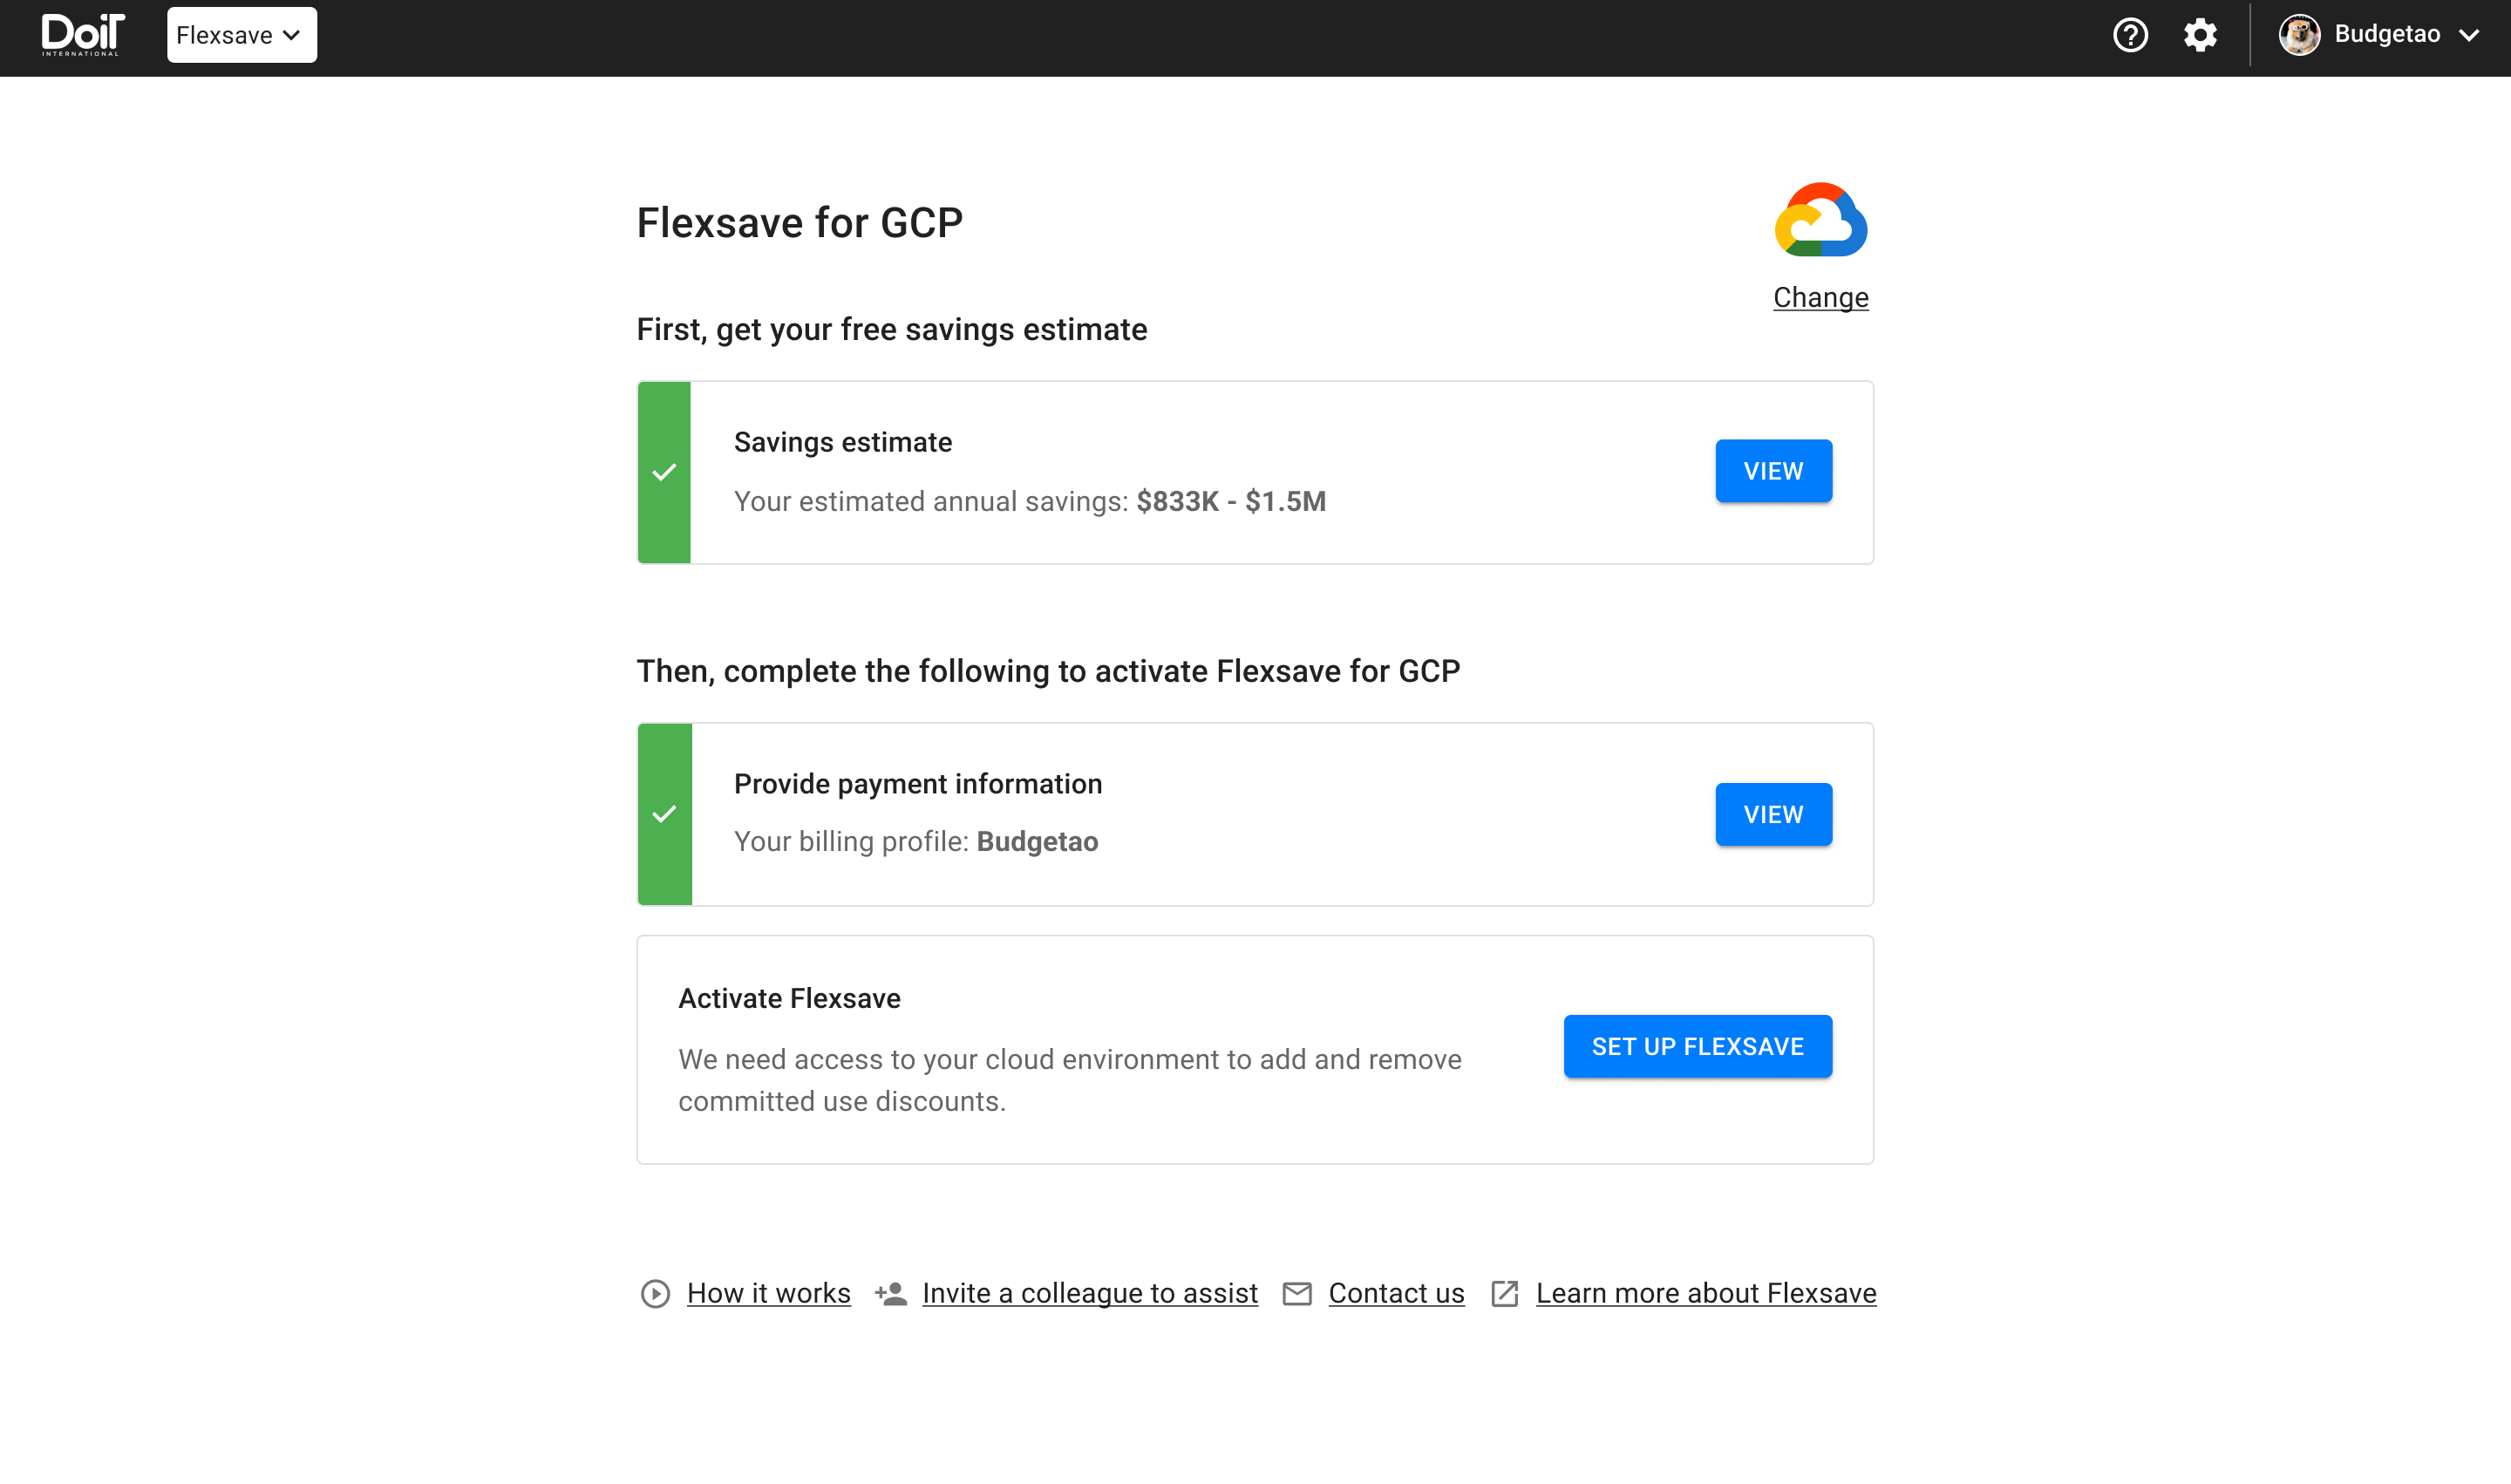 DoiT
INTERNATIONAL
Flexsave
Budgetao
Flexsave for GCP
Change
First, get your free savings estimate
Savings estimate
Your estimated annual savings: $833K - $1.5M
VIEW
Then, complete the following to activate Flexsave for GCP
Provide payment information
Your billing profile: Budgetao
VIEW
Activate Flexsave
We need access to your cloud environment to add and remove
committed use discounts.
SET UP FLEXSAVE
How it works Invite a colleague to assist Contact us Learn more about Flexsave